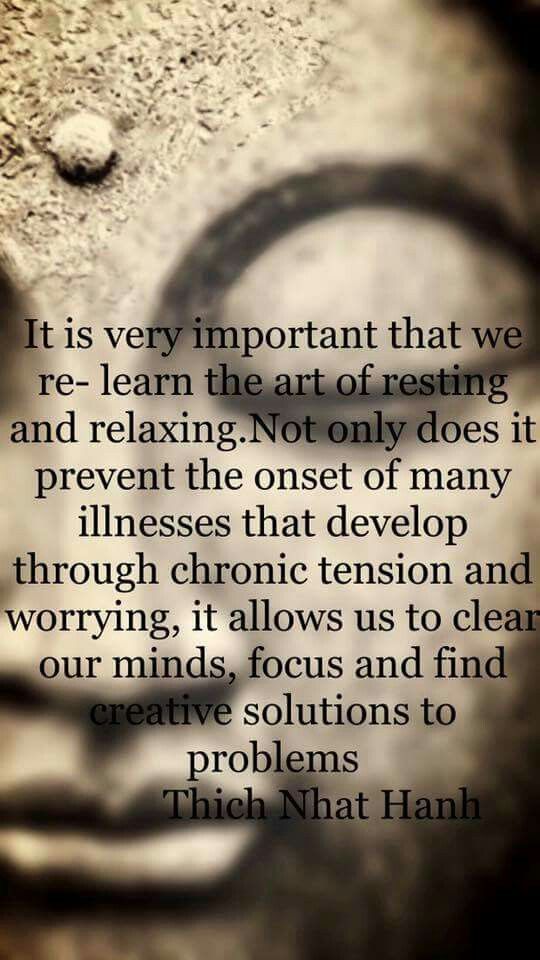 It is very important that we
re- learn the art of resting
and relaxing.Not only does it
prevent the onset of many
illnesses that develop
through chronic tension and
worrying, it allows us to clear
our minds, focus and find
creative solutions to
problems
Thich Nhat Hanh